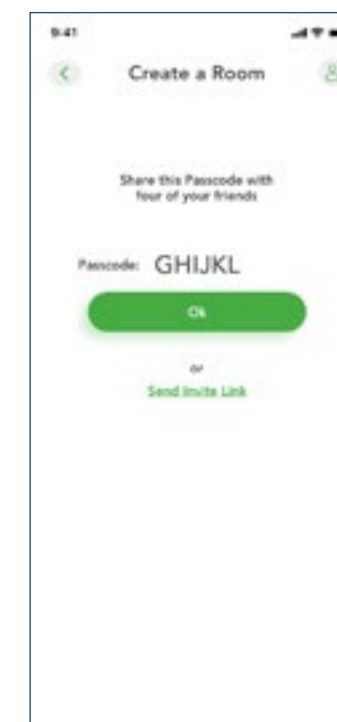 9:41
Create a Room
Share this Passcode with
four of your friends
Passcode: GHIJKL
Ok
or
Send Invite Link